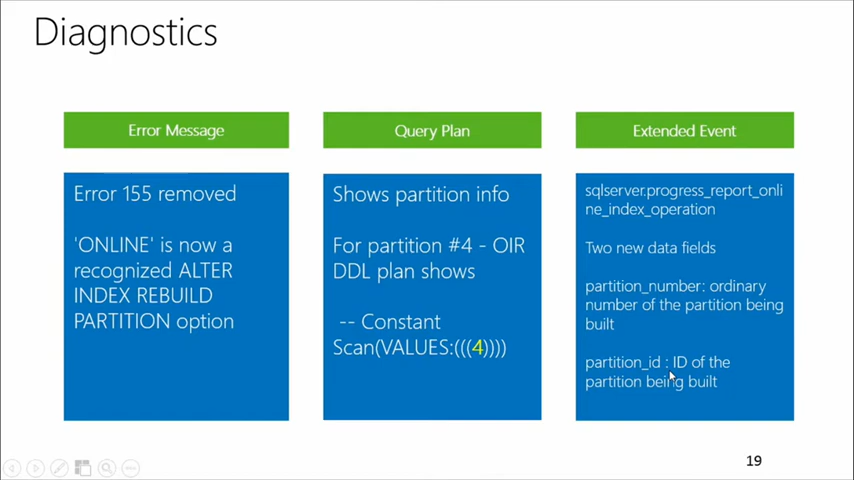 Diagnostics
Error Message
Error 155 removed
'ONLINE' is now a
recognized ALTER
INDEX REBUILD
PARTITION option
Query Plan
Shows partition info
For partition #4 - OIR
DDL plan shows
-- Constant
Scan(VALUES:(((4))))
Extended Event
sqlserver.progress_report_onli
ne_index_operation
Two new data fields
partition_number: ordinary
number of the partition being
built
partition_id : ID of the
partition being built
19